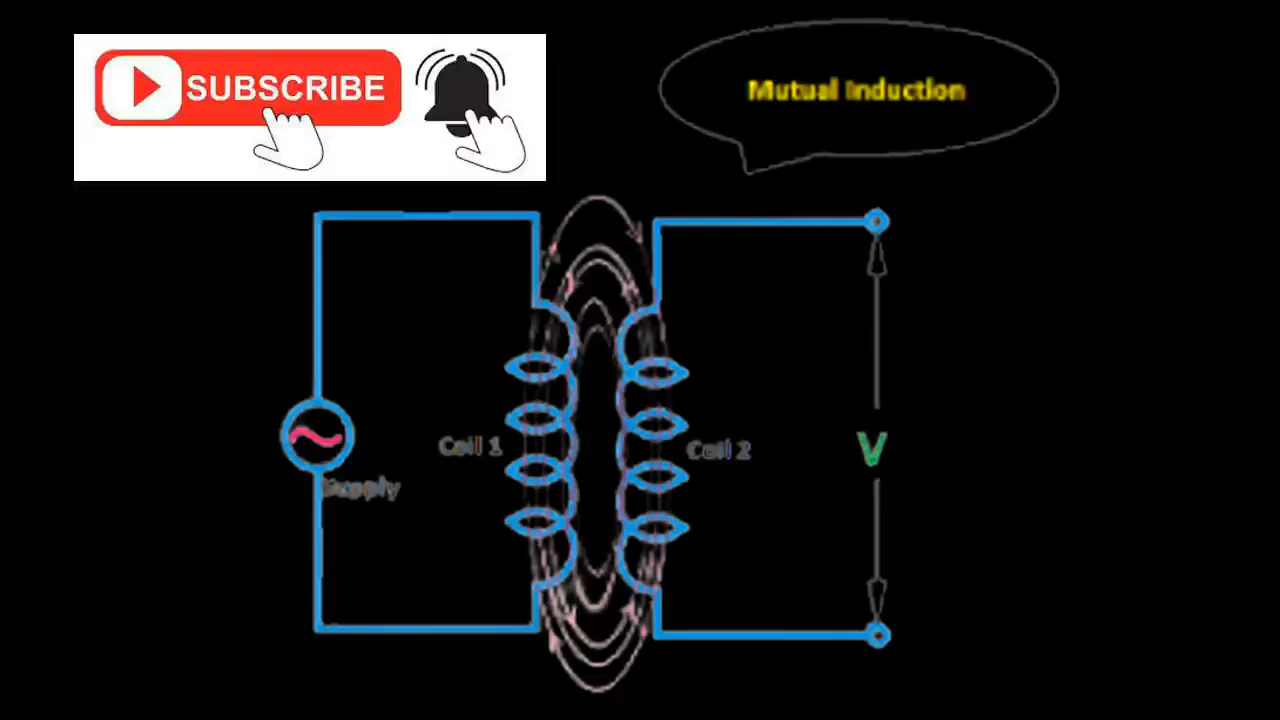 SUBSCRIBE
Mutual Induction
Coil 1
Coil 2
V
Supply